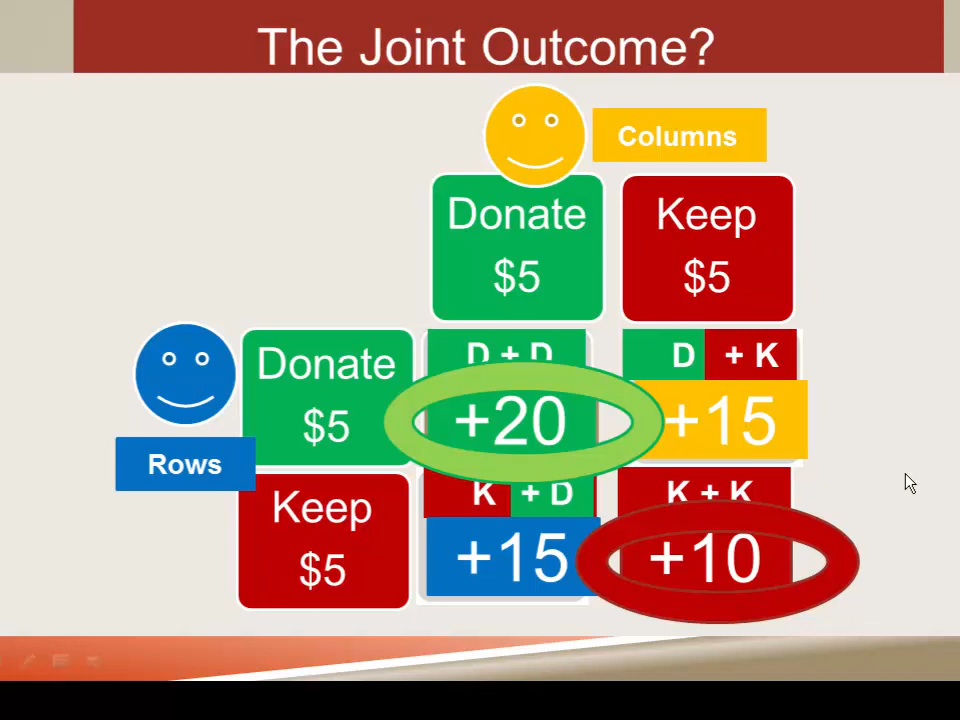 The Joint Outcome?
Columns
Donate
$5
Keep
$5
Rows
Donate
$5
D + D
+20
D + K
+15
Keep
$5
K + D
+15
K + K
+10